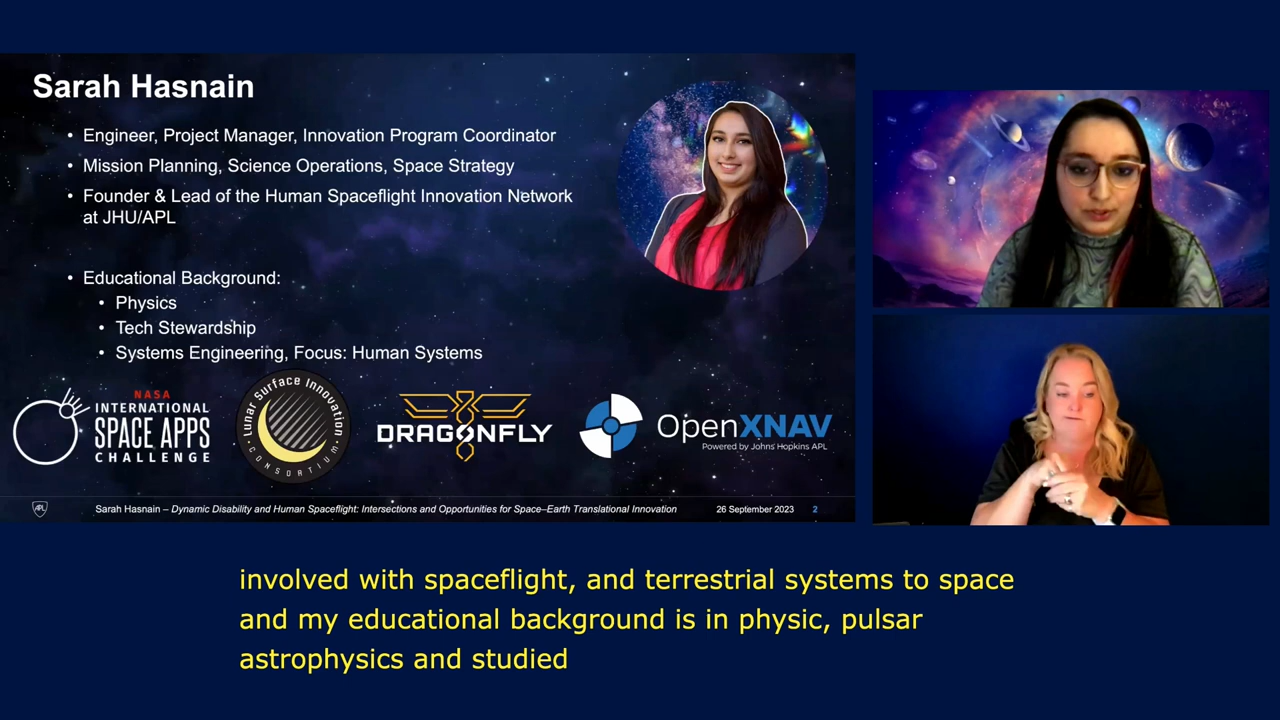 Sarah Hasnain
• Engineer, Project Manager, Innovation Program Coordinator
• Mission Planning, Science Operations, Space Strategy
• Founder & Lead of the Human Spaceflight Innovation Network
at JHU/APL
• Educational Background:
• Physics
• Tech Stewardship
• Systems Engineering, Focus: Human Systems
NASA
INTERNATIONAL
SPACE APPS
CHALLENGE
Lunar Surface Innovation
CONSORTIUM
DRAGONFLY
OpenXNAV
Powered by Johns Hopkins APL
APL
Sarah Hasnain – Dynamic Disability and Human Spaceflight: Intersections and Opportunities for Space–Earth Translational Innovation
26 September 2023
2
involved with spaceflight, and terrestrial systems to space
and my educational background is in physic, pulsar
astrophysics and studied